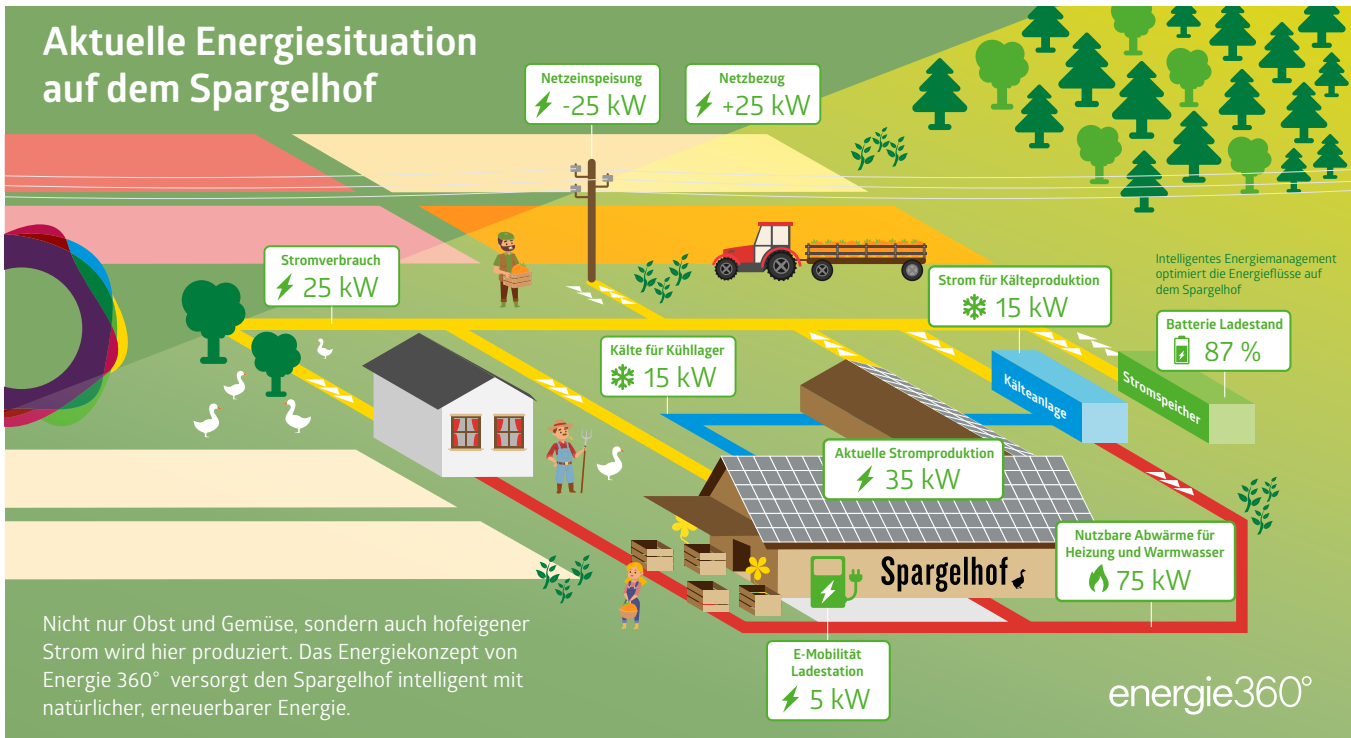 Aktuelle Energiesituation
auf dem Spargelhof
Netzeinspeisung
-25 kW
Netzbezug
+25 kW
Stromverbrauch
25 kW
Intelligentes Energiemanagement
optimiert die Energieflüsse auf
dem Spargelhof
Strom für Kälteproduktion
15 kW
Batterie Ladestand
87 %
Kälte für Kühllager
15 kW
Kälteanlage
Stromspeicher
Aktuelle Stromproduktion
35 kW
Nutzbare Abwärme für
Heizung und Warmwasser
75 kW
Spargelhof
E-Mobilität
Ladestation
5 kW
Nicht nur Obst und Gemüse, sondern auch hofeigener
Strom wird hier produziert. Das Energiekonzept von
Energie 360° versorgt den Spargelhof intelligent mit
natürlicher, erneuerbarer Energie.
energie360°